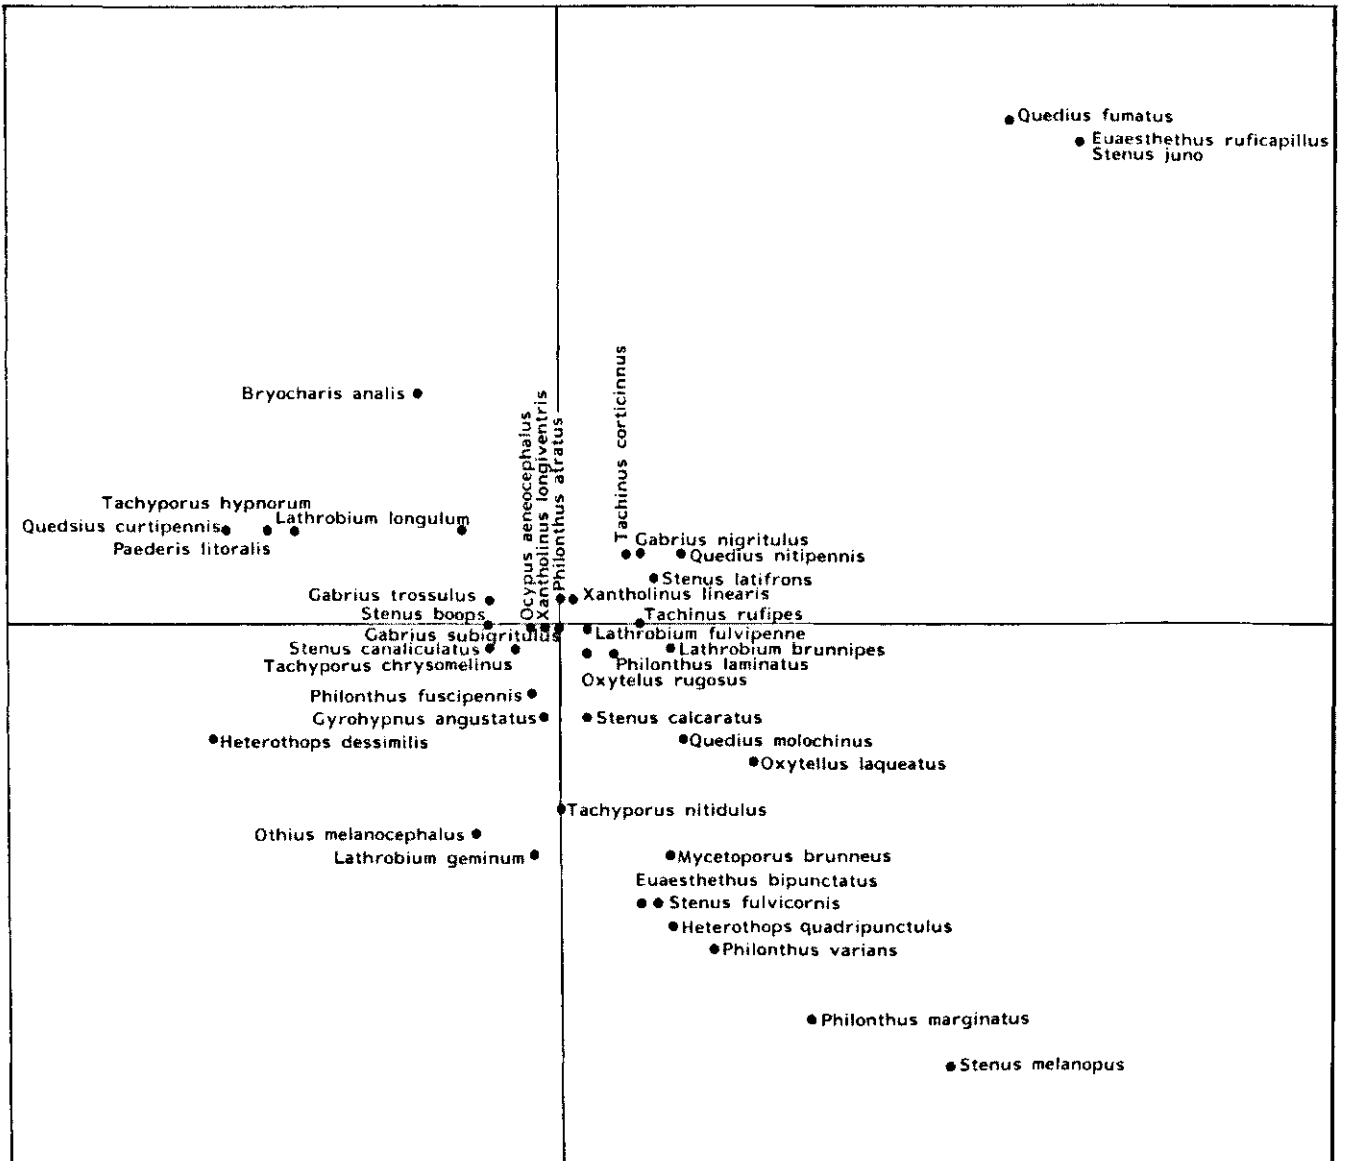 Quedius fumatus
Euaesthethus ruficapillus
Stenus juno
Tachinus corticinnus
Bryocharis analis
Ocypus aeneocephalus
Xantholinus longiventris
Philonthus atratus
Tachyporus hypnorum
Lathrobium longulum
Quedsius curtipennis
Paederis litoralis
Gabrius nigritulus
Quedius nitipennis
Stenus latifrons
Gabrius trossulus
Xantholinus linearis
Stenus boops
Tachinus rufipes
Gabrius subigritulus
Lathrobium fulvipenne
Stenus canaliculatus
Lathrobium brunnipes
Tachyporus chrysomelinus
Philonthus laminatus
Oxytelus rugosus
Philonthus fuscipennis
Gyrohypnus angustatus
Stenus calcaratus
Heterothops dessimilis
Quedius molochinus
Oxytellus laqueatus
Tachyporus nitidulus
Othius melanocephalus
Lathrobium geminum
Mycetoporus brunneus
Euaesthethus bipunctatus
Stenus fulvicornis
Heterothops quadripunctulus
Philonthus varians
Philonthus marginatus
Stenus melanopus